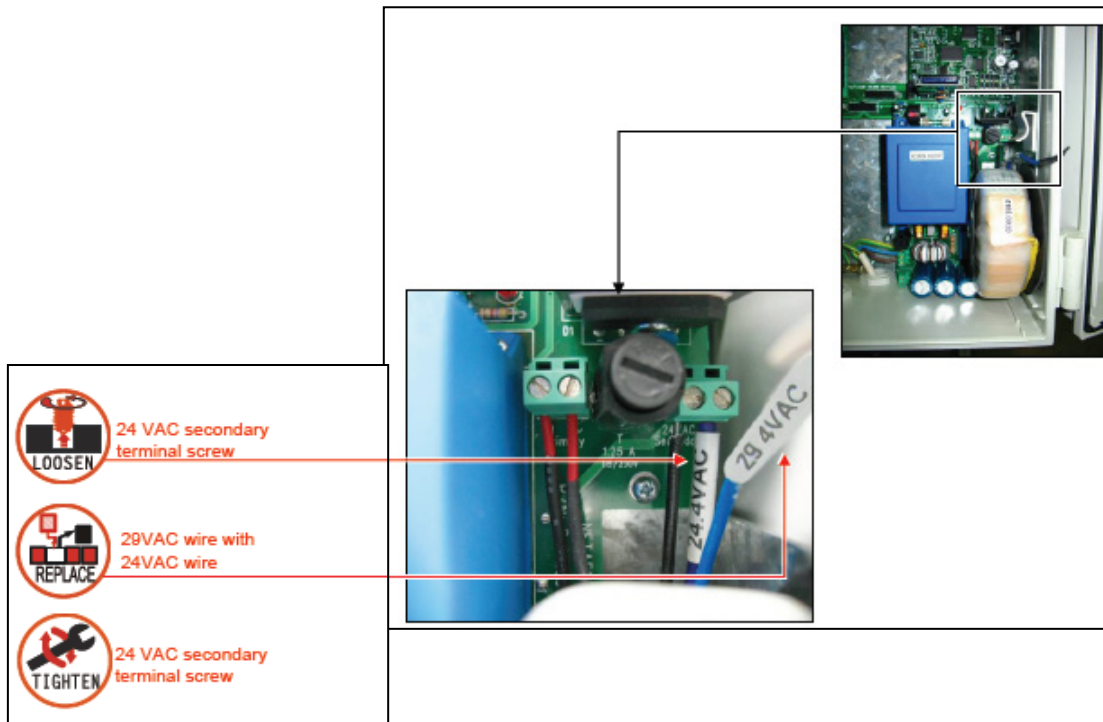 LOOSEN
24 VAC secondary
terminal screw
REPLACE
29VAC wire with
24VAC wire
TIGHTEN
24 VAC secondary
terminal screw
D1
T
1.25 A
24 VAC
24.4VAC
29.4VAC